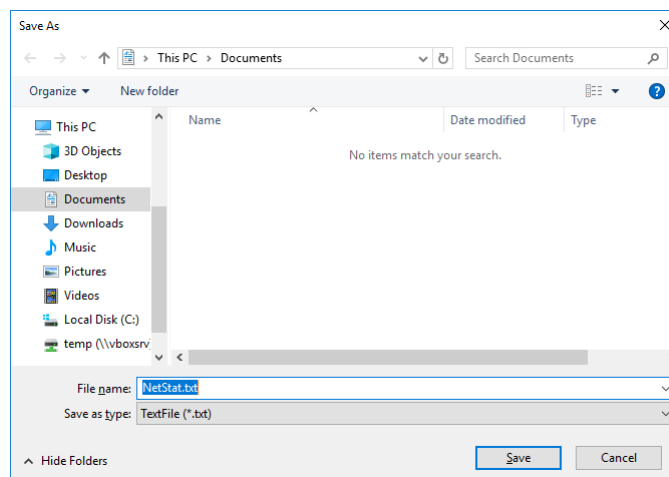 Save As
This PC > Documents
Search Documents
Organize
New folder
Name
Date modified
Type
This PC
3D Objects
Desktop
Documents
Downloads
Music
Pictures
Videos
Local Disk (C:)
temp (\\vboxsrv
No items match your search.
File name: NetStat.txt
Save as type: TextFile (*.txt)
Hide Folders
Save
Cancel